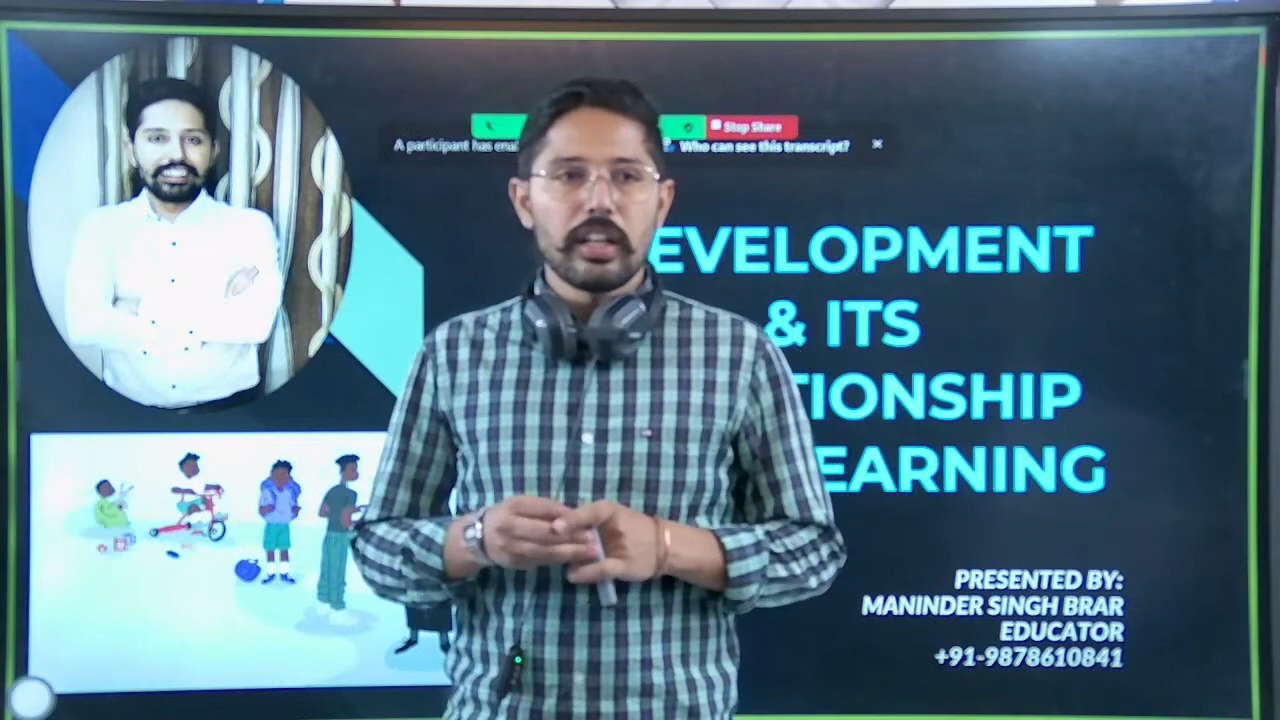 A participant has enabled
Stop Share
Who can see this transcript?
EVELOPMENT
& ITS
TIONSHIP
EARNING
PRESENTED BY:
MANINDER SINGH BRAR
EDUCATOR
+91-9878610841